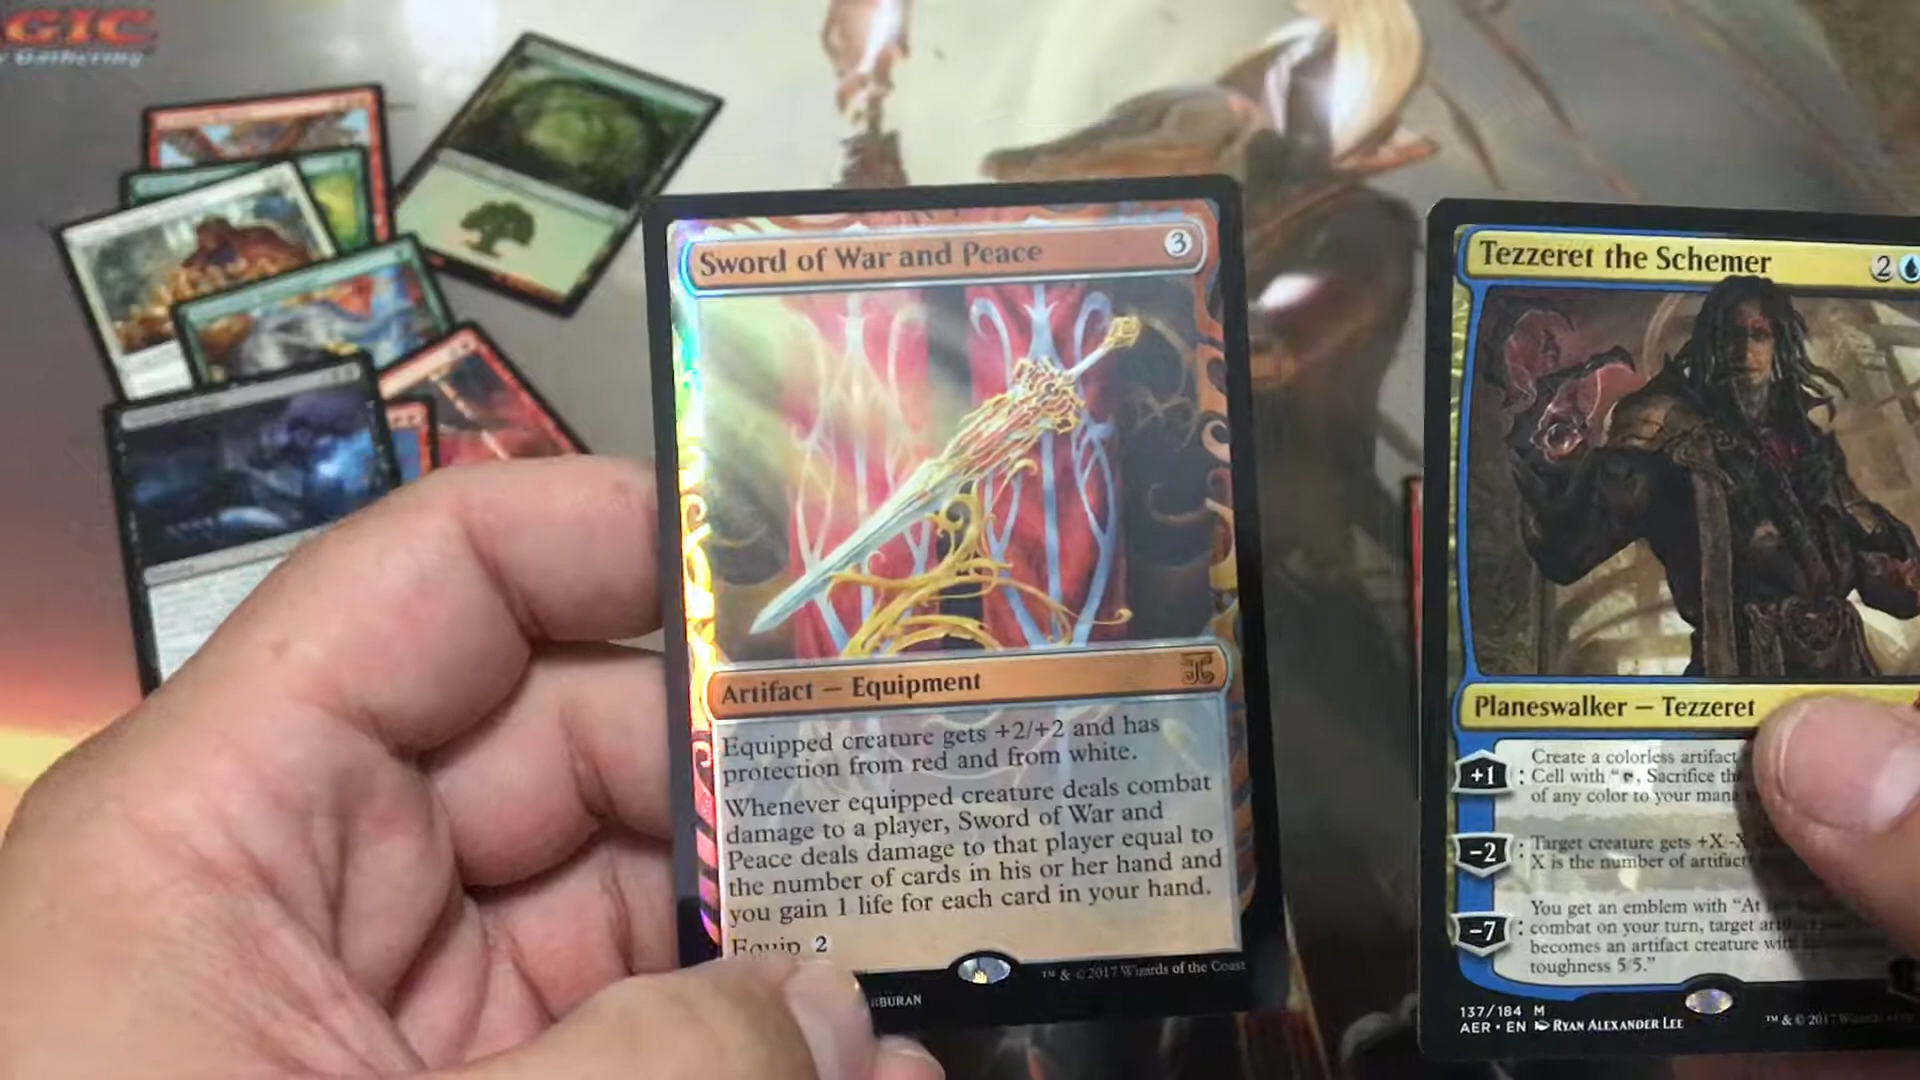 GIC
Gathering
Sword of War and Peace 3
Artifact — Equipment
Equipped creature gets +2/+2 and has
protection from red and from white.
Whenever equipped creature deals combat
damage to a player, Sword of War and
Peace deals damage to that player equal to
the number of cards in his or her hand and
you gain 1 life for each card in your hand.
Equip 2
™ & © 2017 Wizards of the Coast
BURAN
Tezzeret the Schemer 2
Planeswalker — Tezzeret
+1 : Create a colorless artifact
Cell with “ , Sacrifice th
of any color to your mana
-2 : Target creature gets +X/-X
X is the number of artifact
-7 : You get an emblem with “At
combat on your turn, target arti
becomes an artifact creature with
toughness 5/5.”
137/184 M
AER • EN RYAN ALEXANDER LEE
™ & © 2017